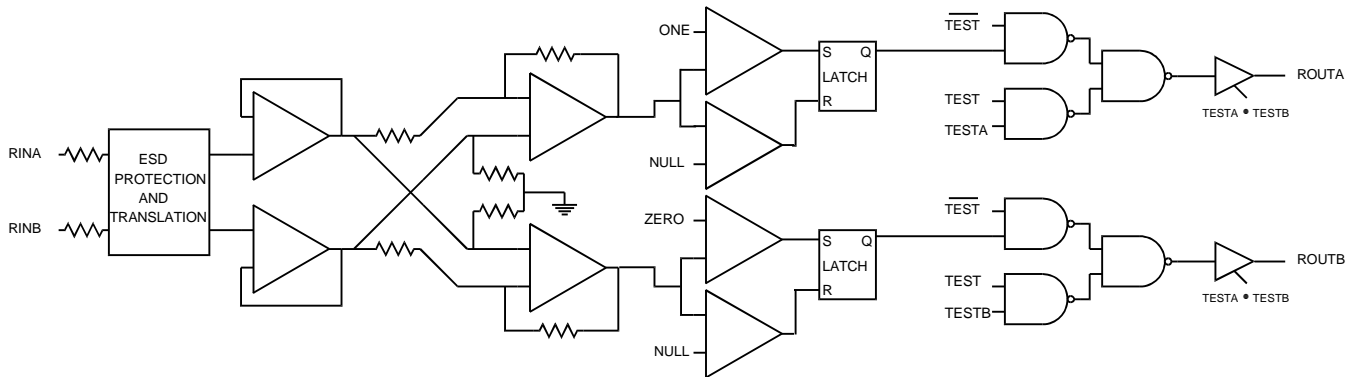 RINA
RINB
ESD
PROTECTION
AND
TRANSLATION
ONE
NULL
S Q
LATCH
R
TEST
TEST
TESTA
ROUTA
TESTA • TESTB
ZERO
NULL
S Q
LATCH
R
TEST
TEST
TESTB
ROUTB
TESTA • TESTB